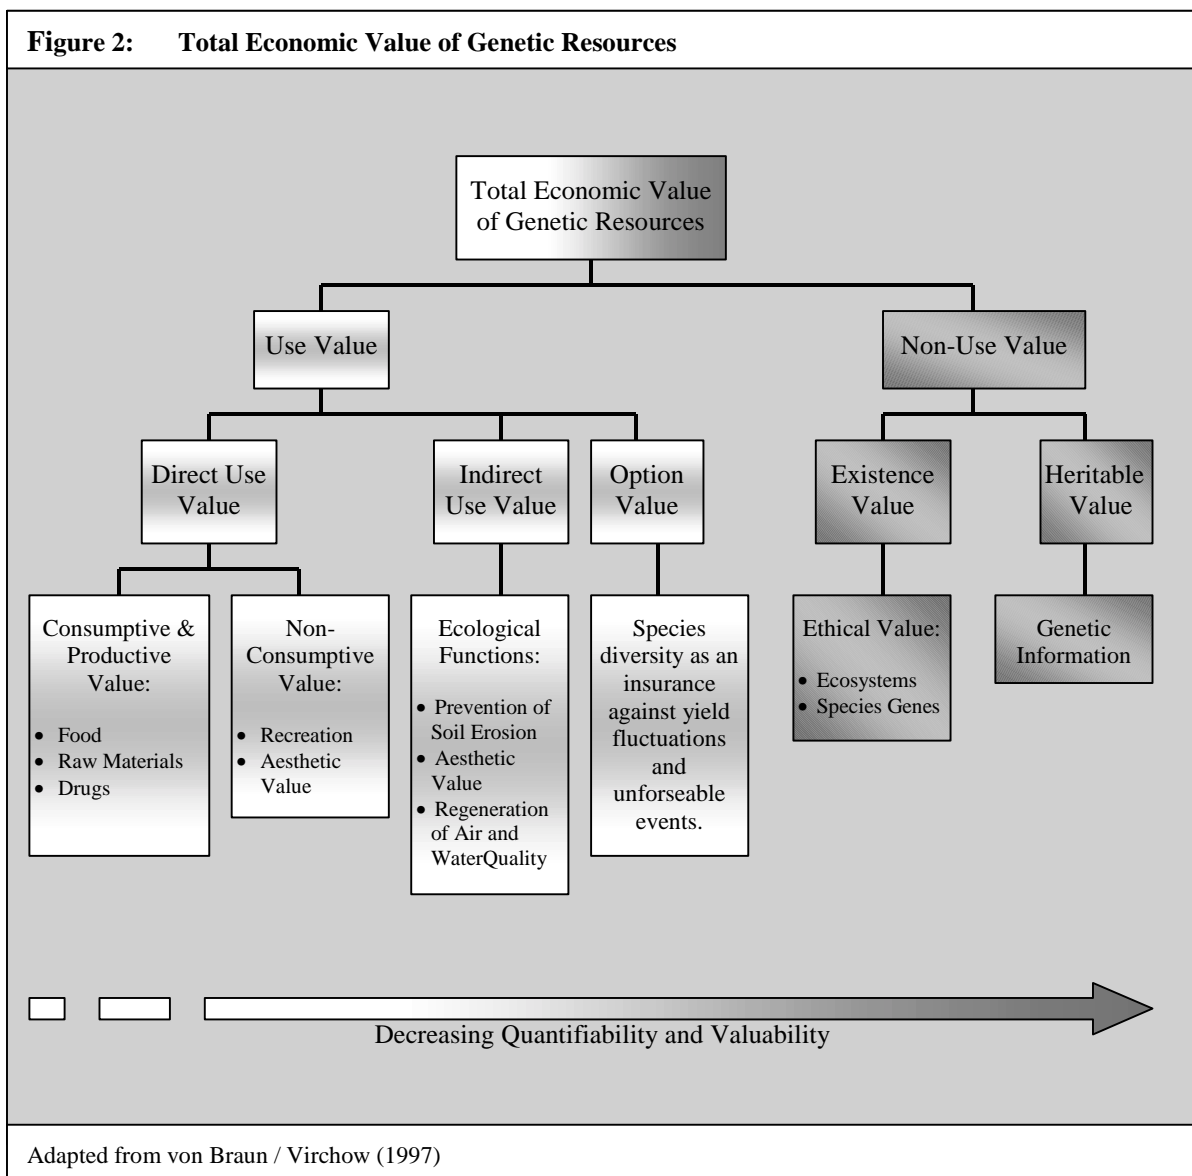 Figure 2: Total Economic Value of Genetic Resources
Total Economic Value
of Genetic Resources
Use Value
Non-Use Value
Direct Use
Value
Indirect
Use Value
Option
Value
Existence
Value
Heritable
Value
Consumptive &
Productive
Value:
• Food
• Raw Materials
• Drugs
Non-
Consumptive
Value:
• Recreation
• Aesthetic
Value
Ecological
Functions:
• Prevention of
Soil Erosion
• Aesthetic
Value
• Regeneration
of Air and
WaterQuality
Species
diversity as an
insurance
against yield
fluctuations
and
unforseable
events.
Ethical Value:
• Ecosystems
• Species Genes
Genetic
Information
Decreasing Quantifiability and Valuability
Adapted from von Braun / Virchow (1997)